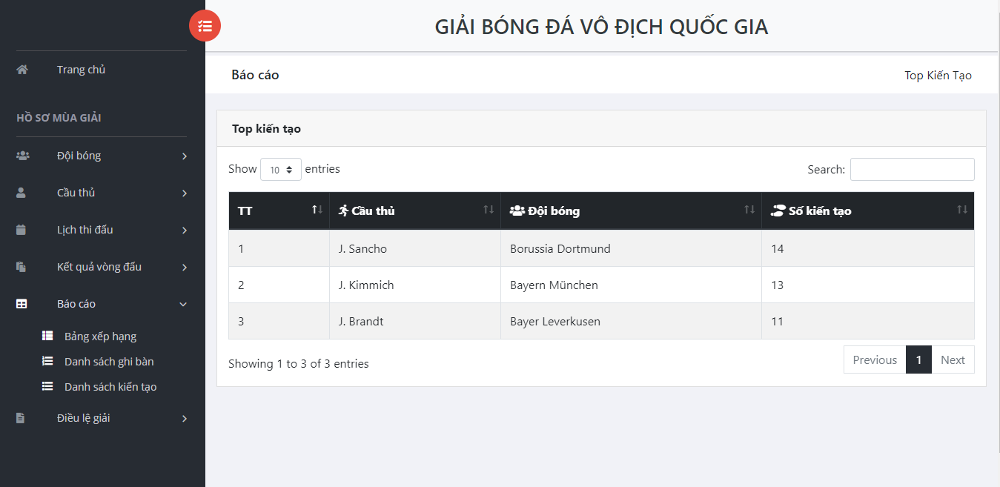 GIẢI BÓNG ĐÁ VÔ ĐỊCH QUỐC GIA
Trang chủ
HỒ SƠ MÙA GIẢI
Đội bóng
Cầu thủ
Lịch thi đấu
Kết quả vòng đấu
Báo cáo
Bảng xếp hạng
Danh sách ghi bàn
Danh sách kiến tạo
Điều lệ giải
Báo cáo Top Kiến Tạo
Top kiến tạo
Show 10 entries Search:
TT Cầu thủ Đội bóng Số kiến tạo
1 J. Sancho Borussia Dortmund 14
2 J. Kimmich Bayern München 13
3 J. Brandt Bayer Leverkusen 11
Showing 1 to 3 of 3 entries Previous 1 Next